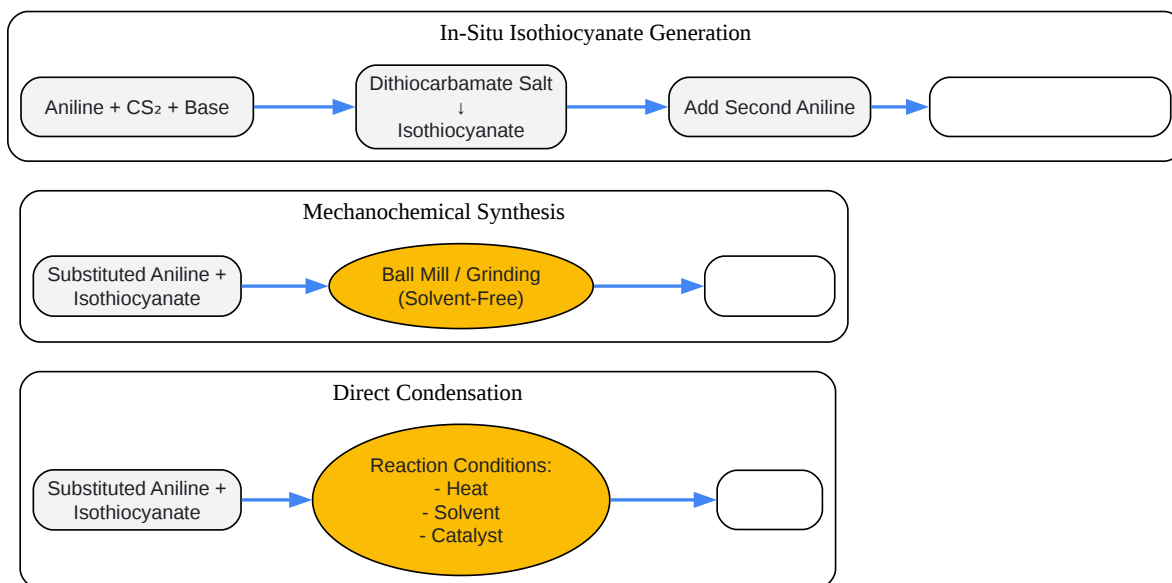 In-Situ Isothiocyanate Generation
Aniline + CS₂ + Base
Dithiocarbamate Salt
↓
Isothiocyanate
Add Second Aniline
Mechanochemical Synthesis
Substituted Aniline +
Isothiocyanate
Ball Mill / Grinding
(Solvent-Free)
Direct Condensation
Substituted Aniline +
Isothiocyanate
Reaction Conditions:
- Heat
- Solvent
- Catalyst